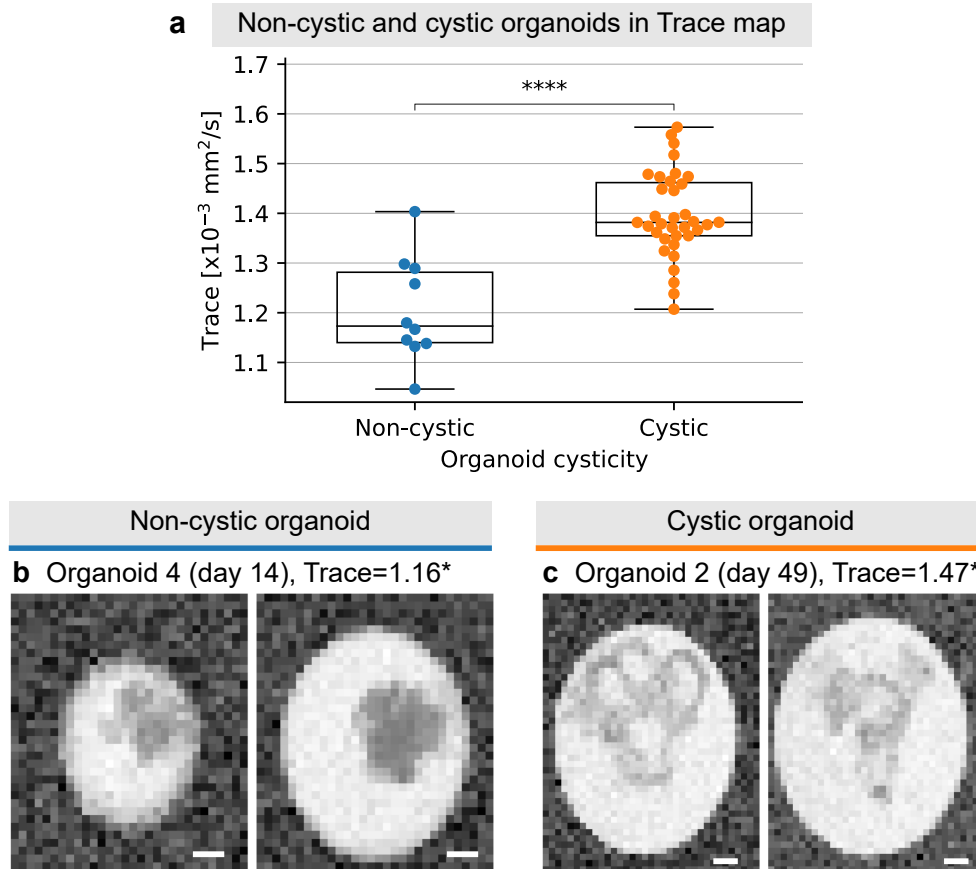 a Non-cystic and cystic organoids in Trace map
1.7
1.6
1.5
1.4
1.3
1.2
1.1
Trace [x10⁻³ mm²/s]
****
Non-cystic Cystic
Organoid cysticity
Non-cystic organoid Cystic organoid
b Organoid 4 (day 14), Trace=1.16* c Organoid 2 (day 49), Trace=1.47*